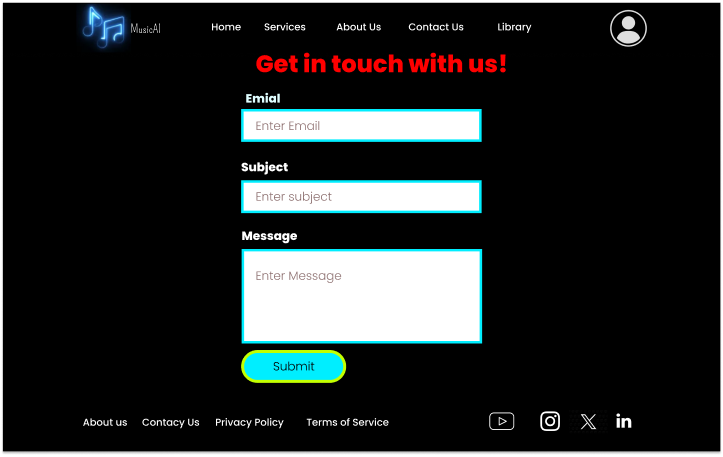 MusicAI Home Services About Us Contact Us Library
Get in touch with us!
Emial
Enter Email
Subject
Enter subject
Message
Enter Message
Submit
About us Contacy Us Privacy Policy Terms of Service